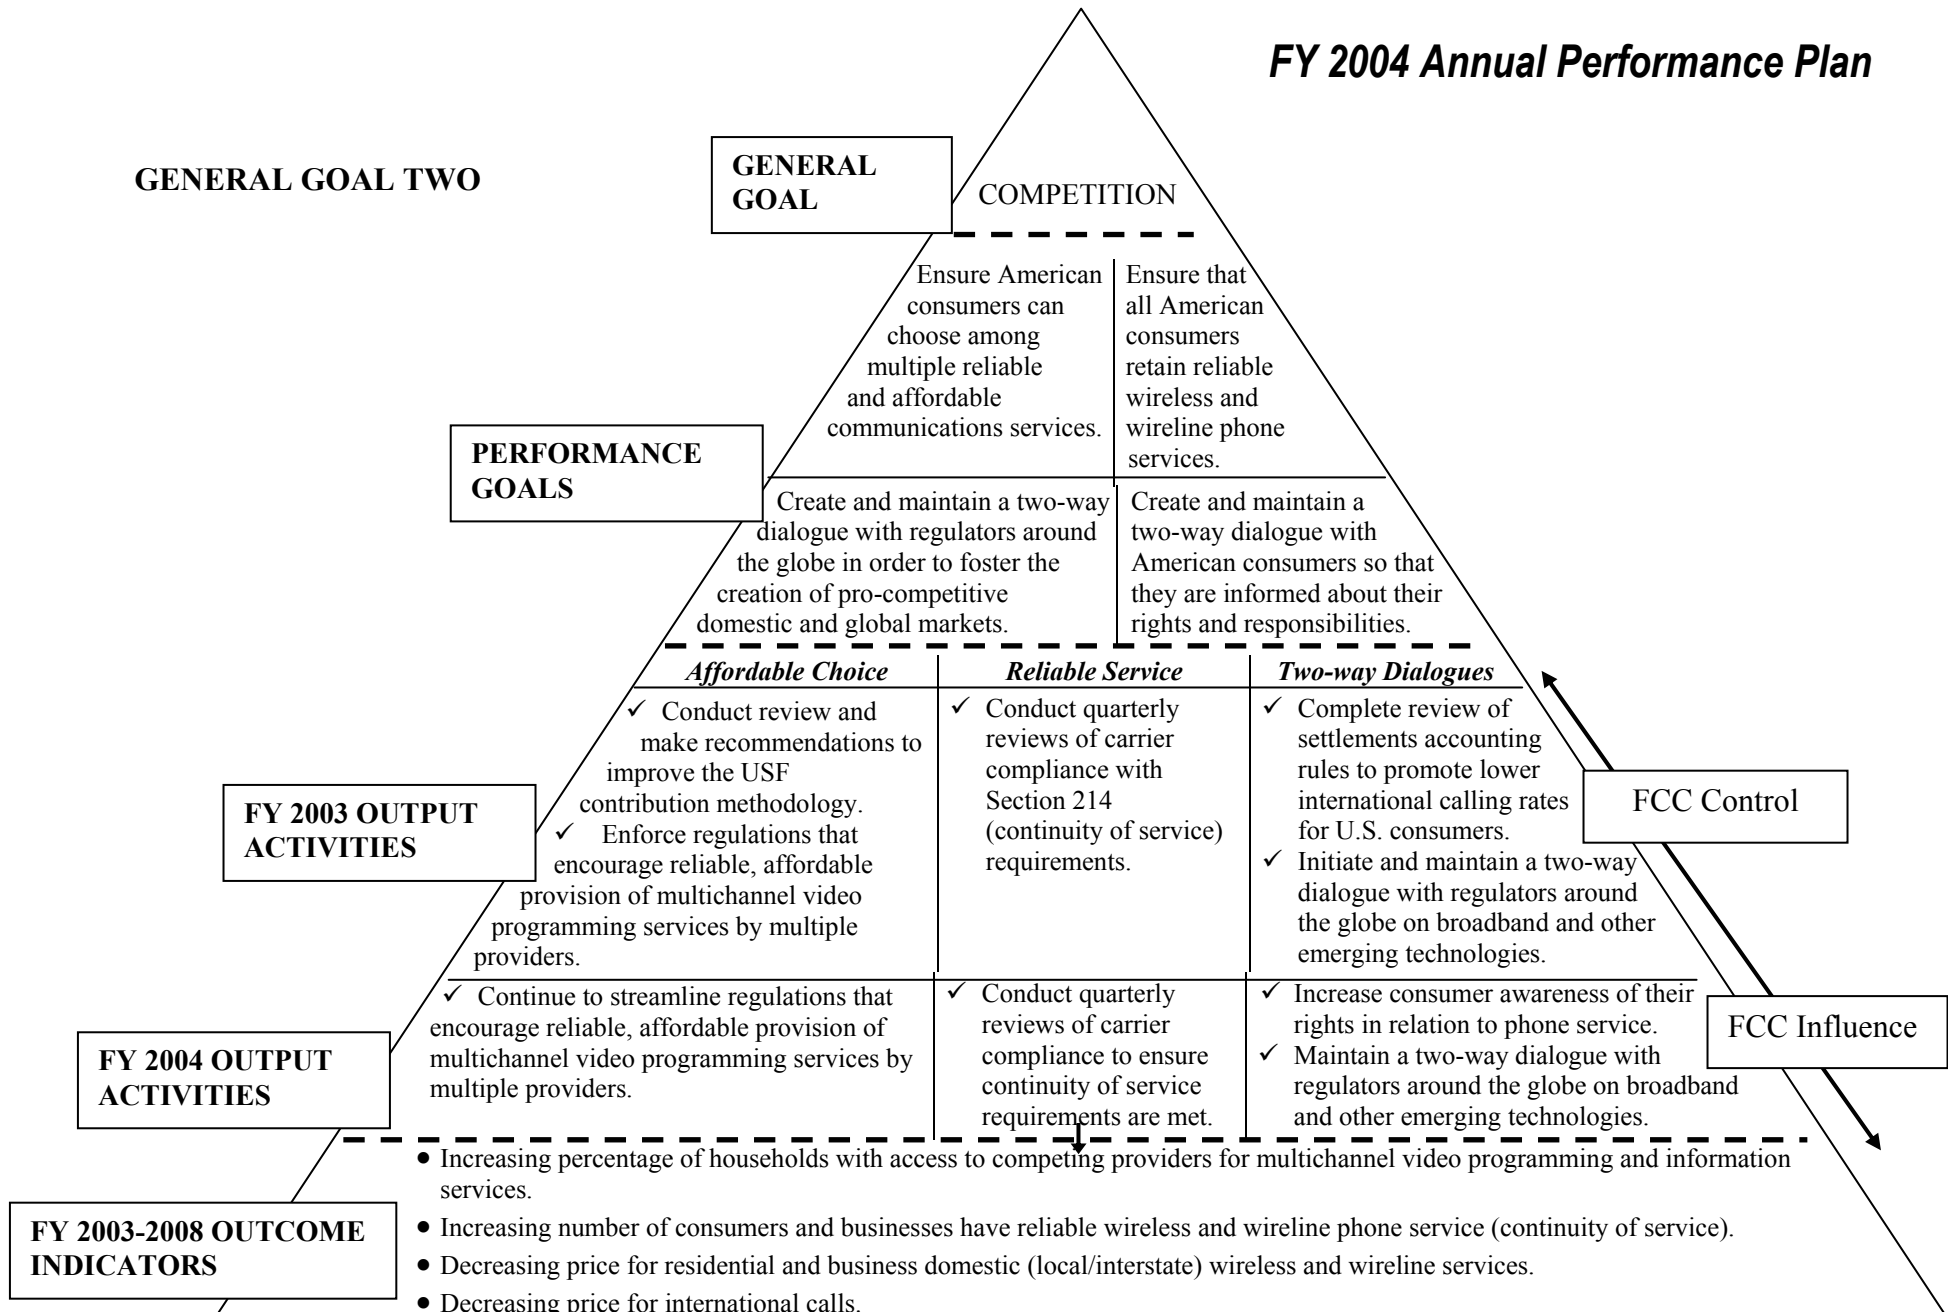 FY 2004 Annual Performance Plan
GENERAL GOAL TWO
GENERAL
GOAL
COMPETITION
Ensure American
consumers can
choose among
multiple reliable
and affordable
communications services.
Ensure that
all American
consumers
retain reliable
wireless and
wireline phone
services.
PERFORMANCE
GOALS
Create and maintain a two-way
dialogue with regulators around
the globe in order to foster the
creation of pro-competitive
domestic and global markets.
Create and maintain a
two-way dialogue with
American consumers so that
they are informed about their
rights and responsibilities.
Affordable Choice
Reliable Service
Two-way Dialogues
FY 2003 OUTPUT
ACTIVITIES
✓ Conduct review and
make recommendations to
improve the USF
contribution methodology.
✓ Enforce regulations that
encourage reliable, affordable
provision of multichannel video
programming services by multiple
providers.
✓ Conduct quarterly
reviews of carrier
compliance with
Section 214
(continuity of service)
requirements.
✓ Complete review of
settlements accounting
rules to promote lower
international calling rates
for U.S. consumers.
✓ Initiate and maintain a two-way
dialogue with regulators around
the globe on broadband and other
emerging technologies.
FCC Control
FY 2004 OUTPUT
ACTIVITIES
✓ Continue to streamline regulations that
encourage reliable, affordable provision of
multichannel video programming services by
multiple providers.
✓ Conduct quarterly
reviews of carrier
compliance to ensure
continuity of service
requirements are met.
✓ Increase consumer awareness of their
rights in relation to phone service.
✓ Maintain a two-way dialogue with
regulators around the globe on broadband
and other emerging technologies.
FCC Influence
FY 2003-2008 OUTCOME
INDICATORS
• Increasing percentage of households with access to competing providers for multichannel video programming and information
services.
• Increasing number of consumers and businesses have reliable wireless and wireline phone service (continuity of service).
• Decreasing price for residential and business domestic (local/interstate) wireless and wireline services.
• Decreasing price for international calls.